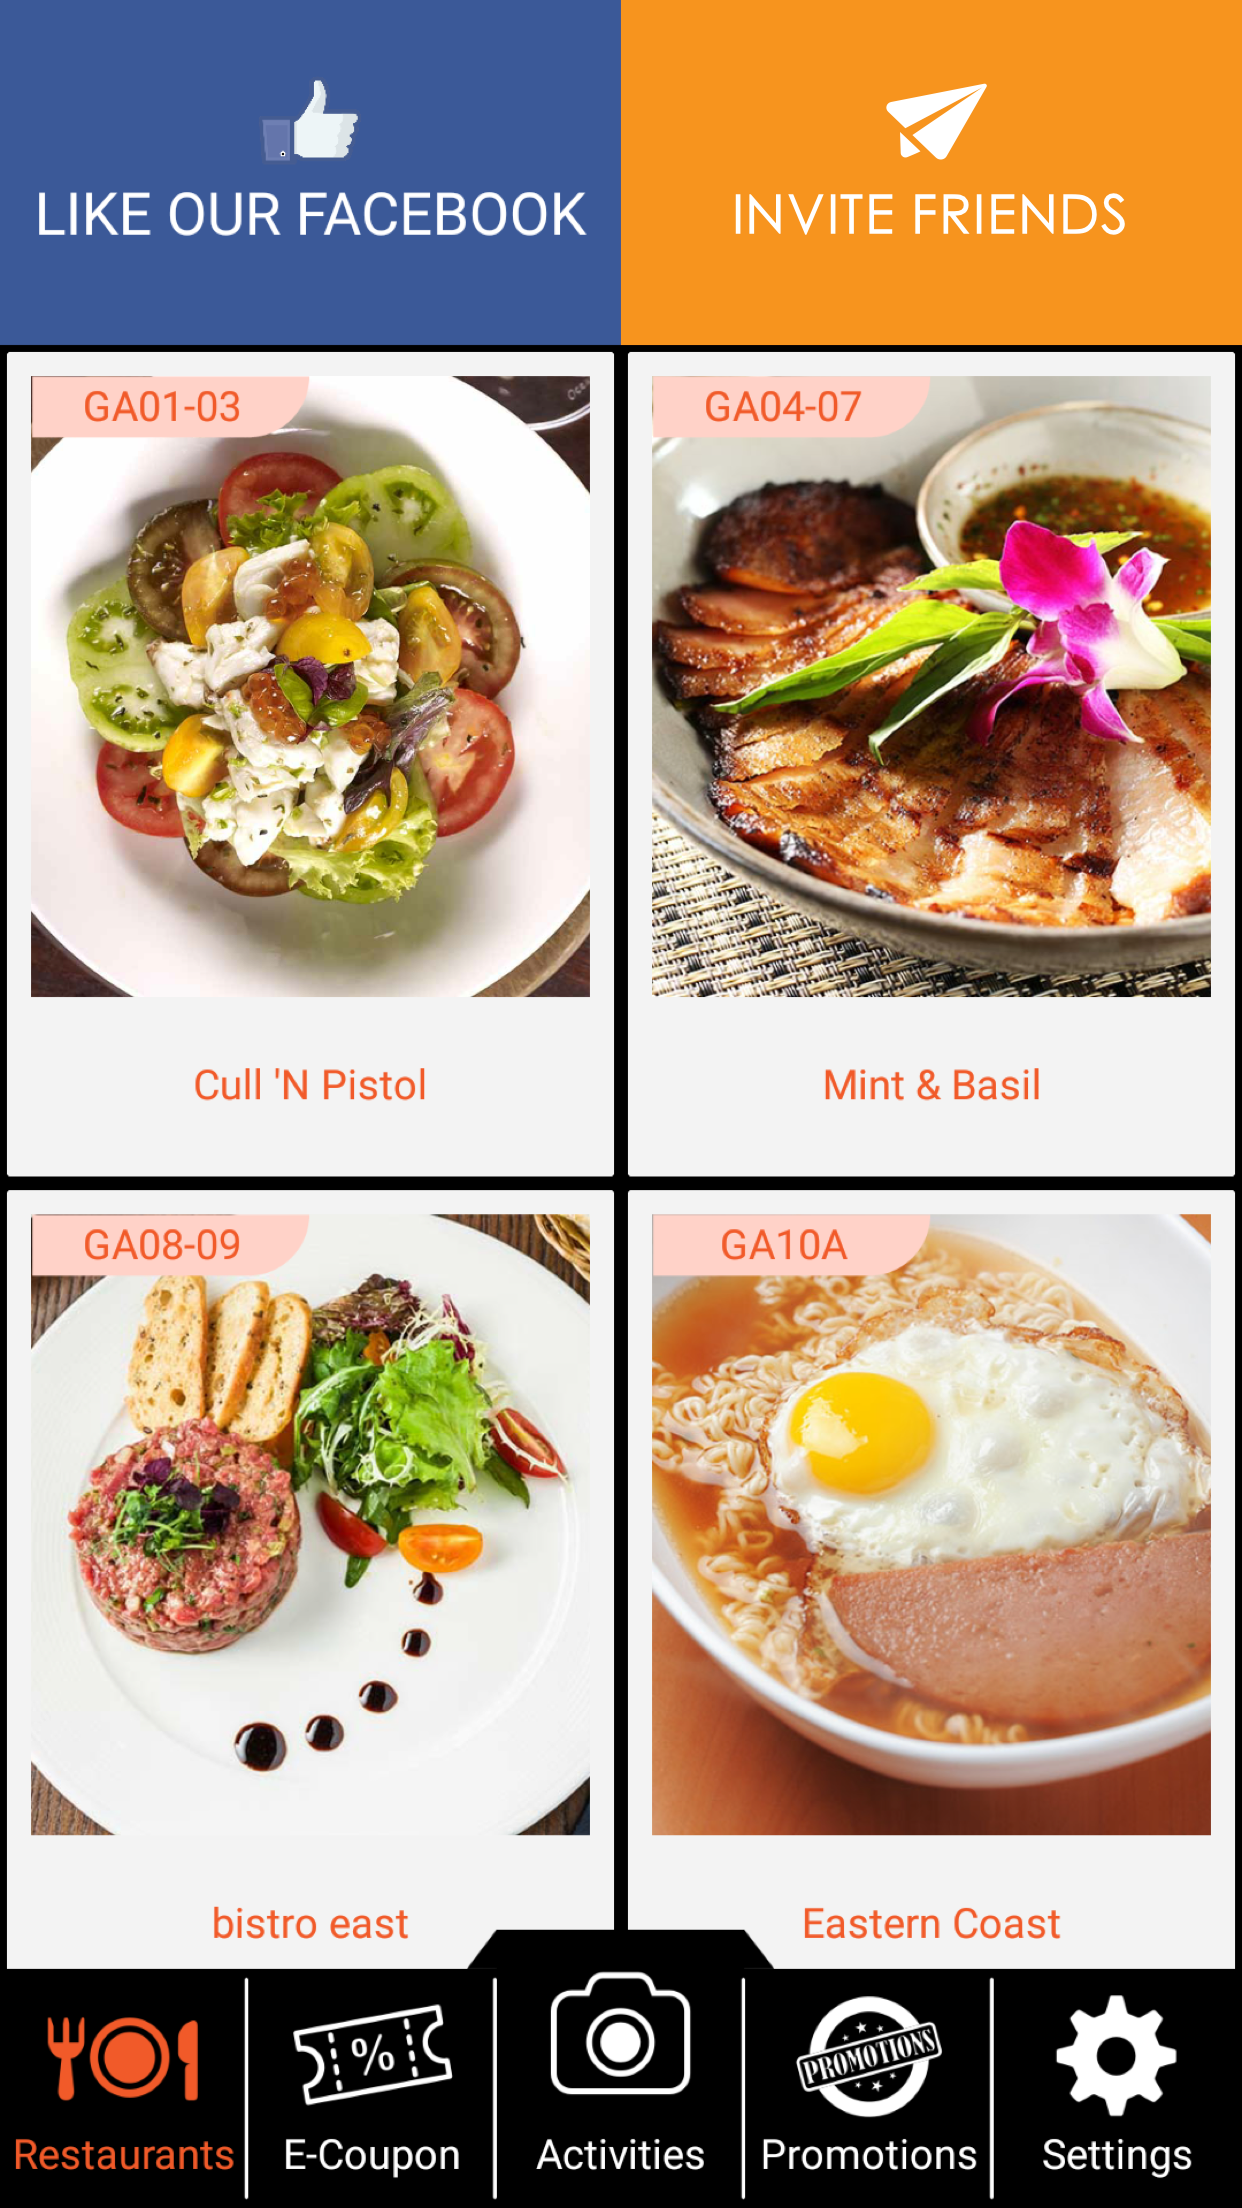 LIKE OUR FACEBOOK
INVITE FRIENDS
GA01-03
GA04-07
Cull 'N Pistol
Mint & Basil
GA08-09
GA10A
bistro east
Eastern Coast
%
PROMOTIONS
Restaurants
E-Coupon
Activities
Promotions
Settings